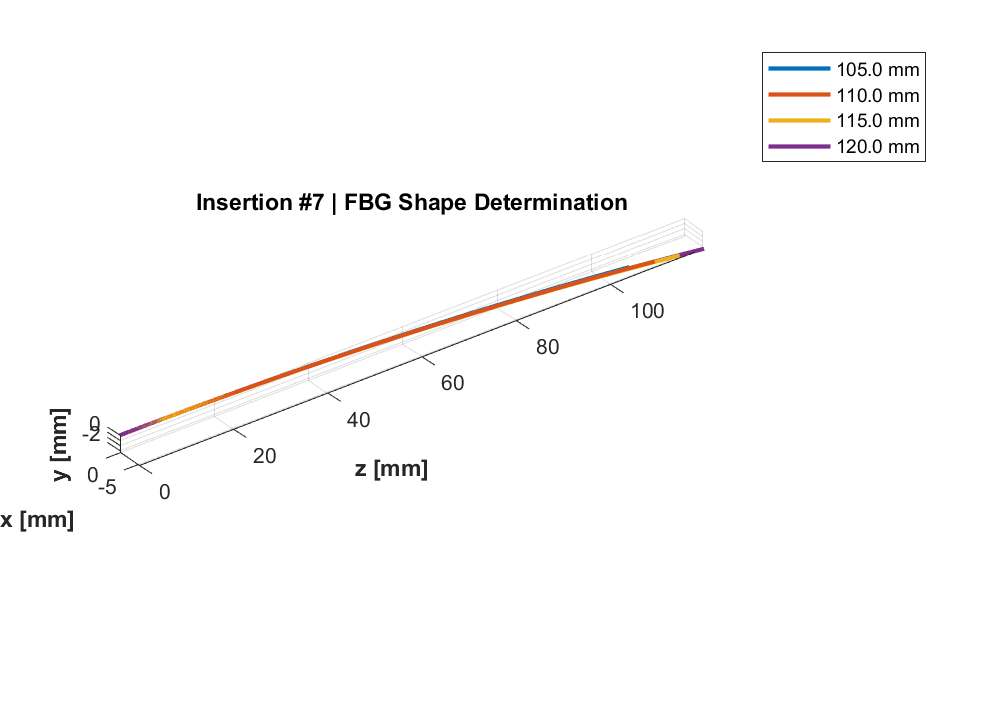 105.0 mm
110.0 mm
115.0 mm
120.0 mm
Insertion #7 | FBG Shape Determination
100
80
60
40
20
0
z [mm]
0
-2
y [mm]
0
-5
x [mm]